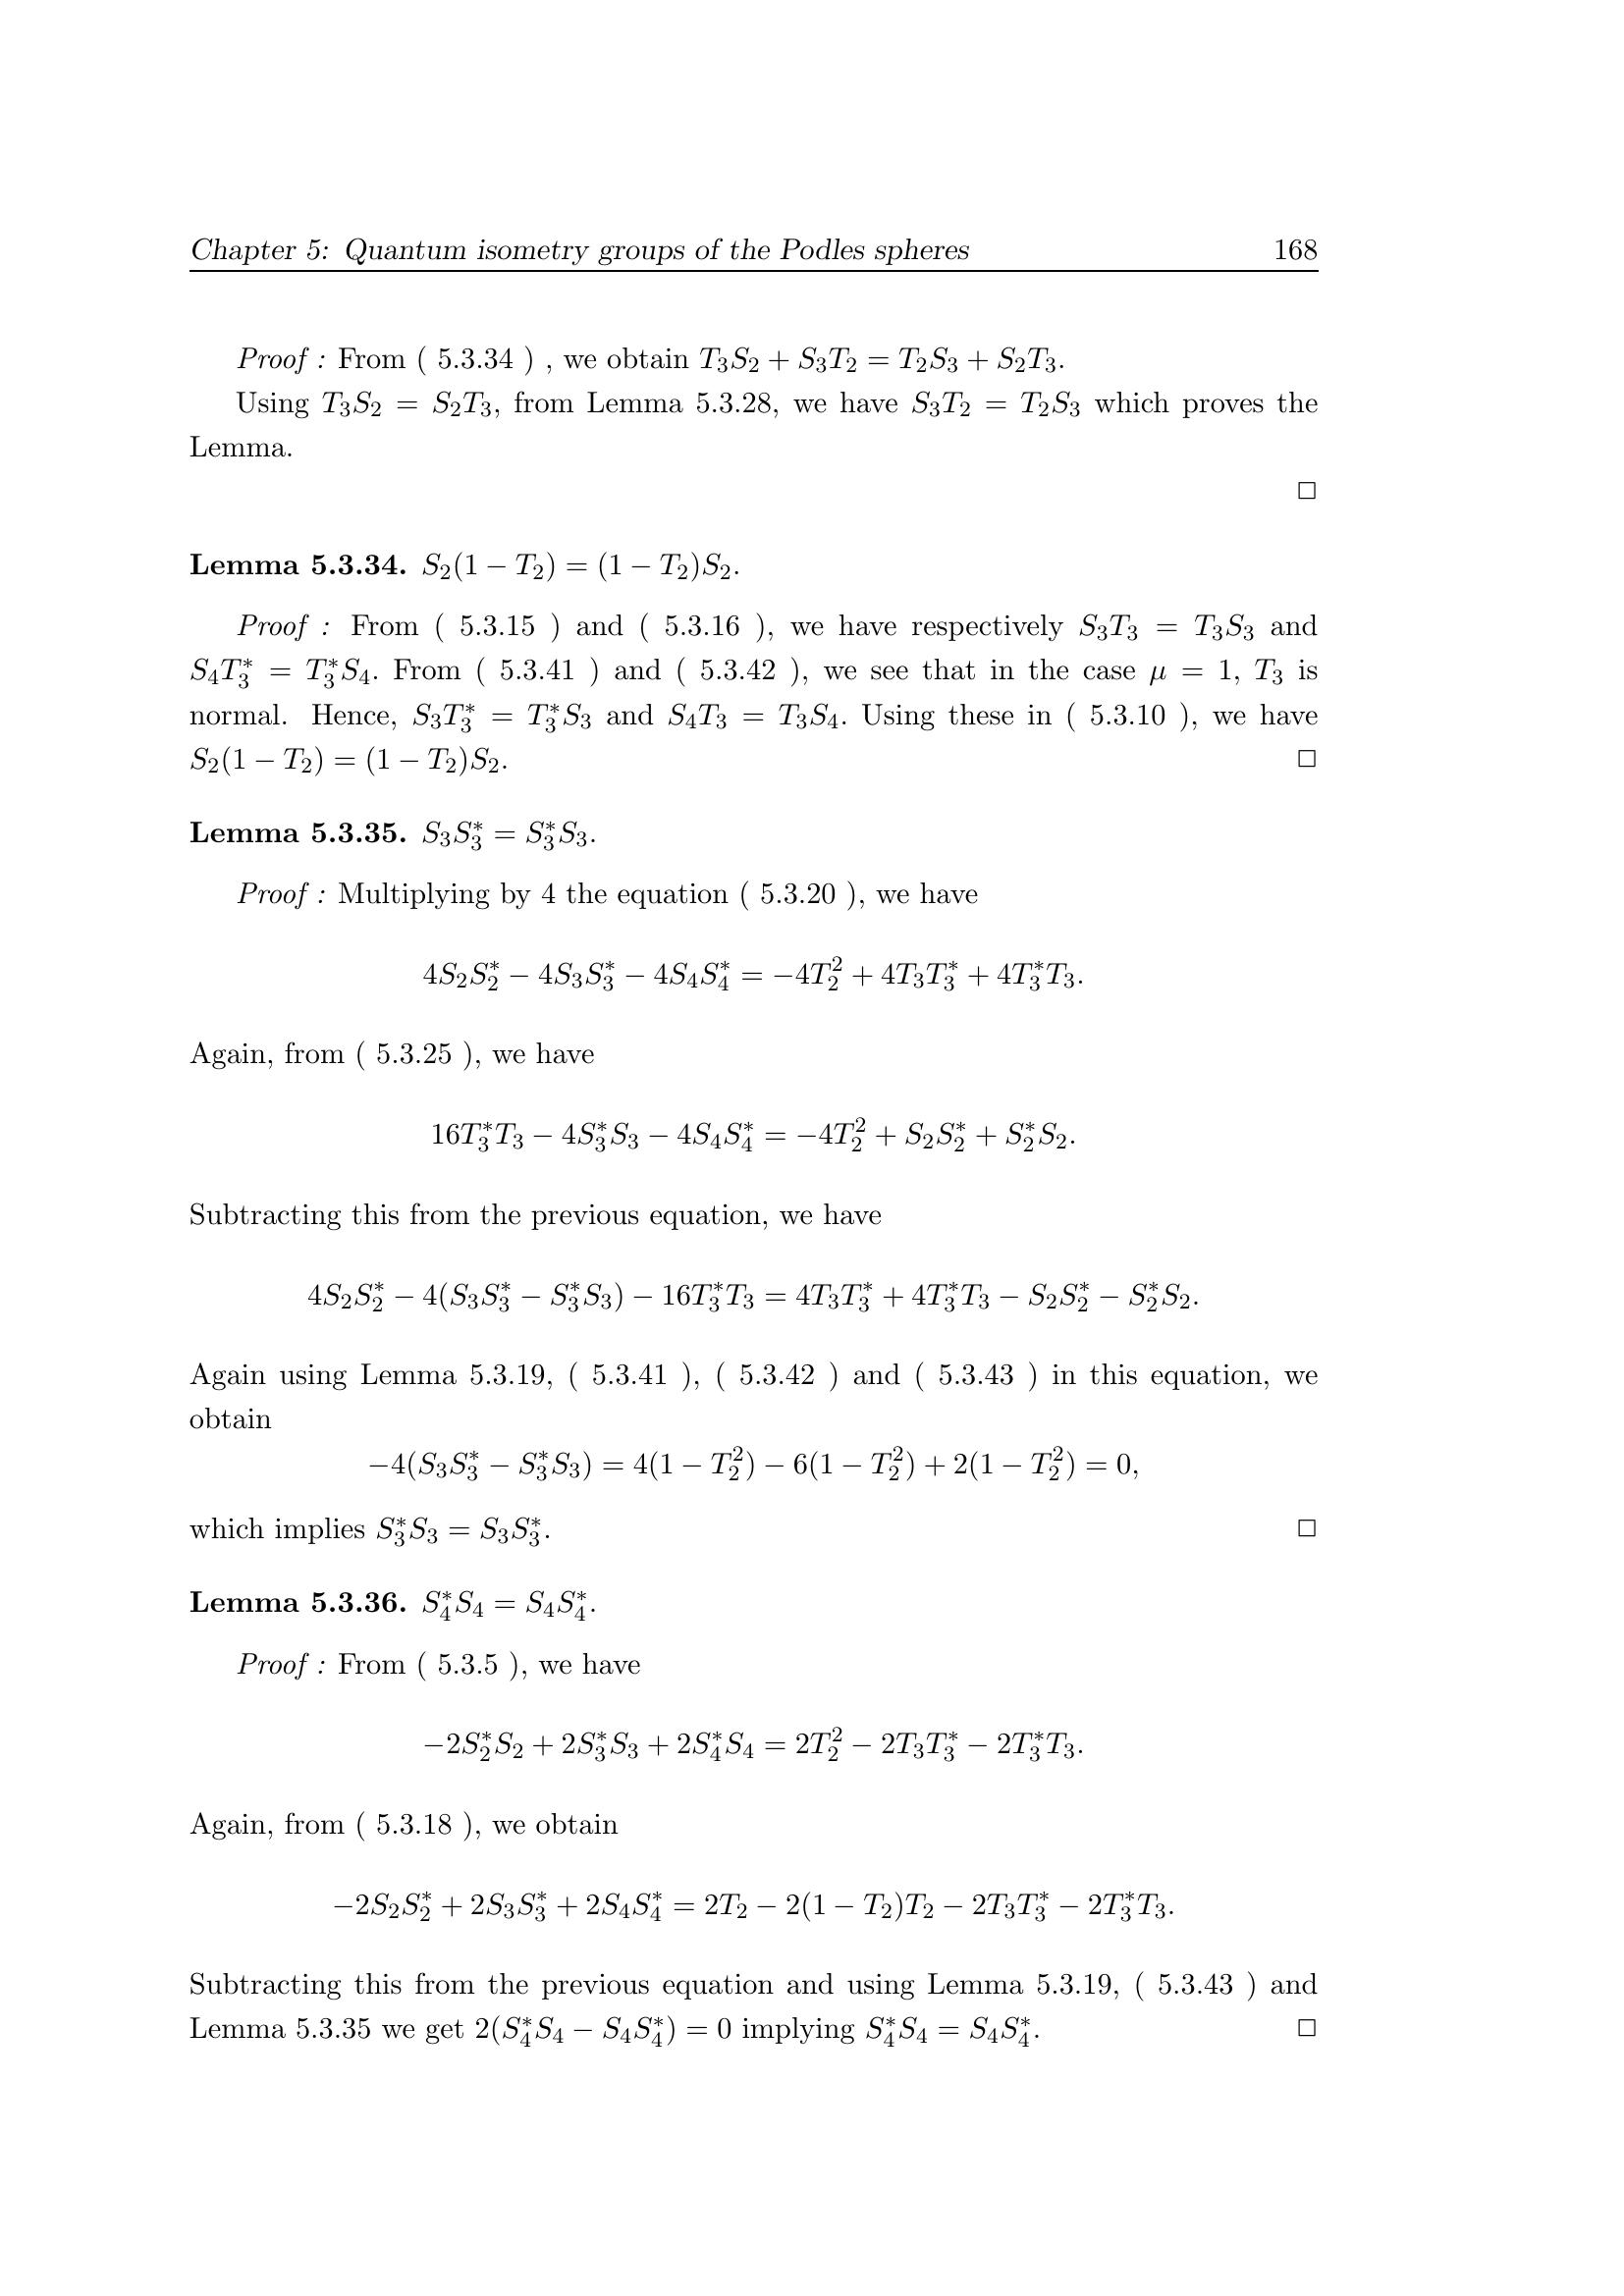 Chapter 5: Quantum isometry groups of the Podles spheres 168
Proof : From ( 5.3.34 ) , we obtain $T_3S_2 + S_3T_2 = T_2S_3 + S_2T_3$.
Using $T_3S_2 = S_2T_3$, from Lemma 5.3.28, we have $S_3T_2 = T_2S_3$ which proves the
Lemma.
□
Lemma 5.3.34. $S_2(1 - T_2) = (1 - T_2)S_2$.
Proof : From ( 5.3.15 ) and ( 5.3.16 ), we have respectively $S_3T_3 = T_3S_3$ and
$S_4T_3^* = T_3^*S_4$. From ( 5.3.41 ) and ( 5.3.42 ), we see that in the case $\mu = 1$, $T_3$ is
normal. Hence, $S_3T_3^* = T_3^*S_3$ and $S_4T_3 = T_3S_4$. Using these in ( 5.3.10 ), we have
$S_2(1 - T_2) = (1 - T_2)S_2$. □
Lemma 5.3.35. $S_3S_3^* = S_3^*S_3$.
Proof : Multiplying by 4 the equation ( 5.3.20 ), we have
$4S_2S_2^* - 4S_3S_3^* - 4S_4S_4^* = -4T_2^2 + 4T_3T_3^* + 4T_3^*T_3$.
Again, from ( 5.3.25 ), we have
$16T_3^*T_3 - 4S_3^*S_3 - 4S_4S_4^* = -4T_2^2 + S_2S_2^* + S_2^*S_2$.
Subtracting this from the previous equation, we have
$4S_2S_2^* - 4(S_3S_3^* - S_3^*S_3) - 16T_3^*T_3 = 4T_3T_3^* + 4T_3^*T_3 - S_2S_2^* - S_2^*S_2$.
Again using Lemma 5.3.19, ( 5.3.41 ), ( 5.3.42 ) and ( 5.3.43 ) in this equation, we
obtain
$-4(S_3S_3^* - S_3^*S_3) = 4(1 - T_2^2) - 6(1 - T_2^2) + 2(1 - T_2^2) = 0$,
which implies $S_3^*S_3 = S_3S_3^*$. □
Lemma 5.3.36. $S_4^*S_4 = S_4S_4^*$.
Proof : From ( 5.3.5 ), we have
$-2S_2^*S_2 + 2S_3^*S_3 + 2S_4^*S_4 = 2T_2^2 - 2T_3T_3^* - 2T_3^*T_3$.
Again, from ( 5.3.18 ), we obtain
$-2S_2S_2^* + 2S_3S_3^* + 2S_4S_4^* = 2T_2 - 2(1 - T_2)T_2 - 2T_3T_3^* - 2T_3^*T_3$.
Subtracting this from the previous equation and using Lemma 5.3.19, ( 5.3.43 ) and
Lemma 5.3.35 we get $2(S_4^*S_4 - S_4S_4^*) = 0$ implying $S_4^*S_4 = S_4S_4^*$. □